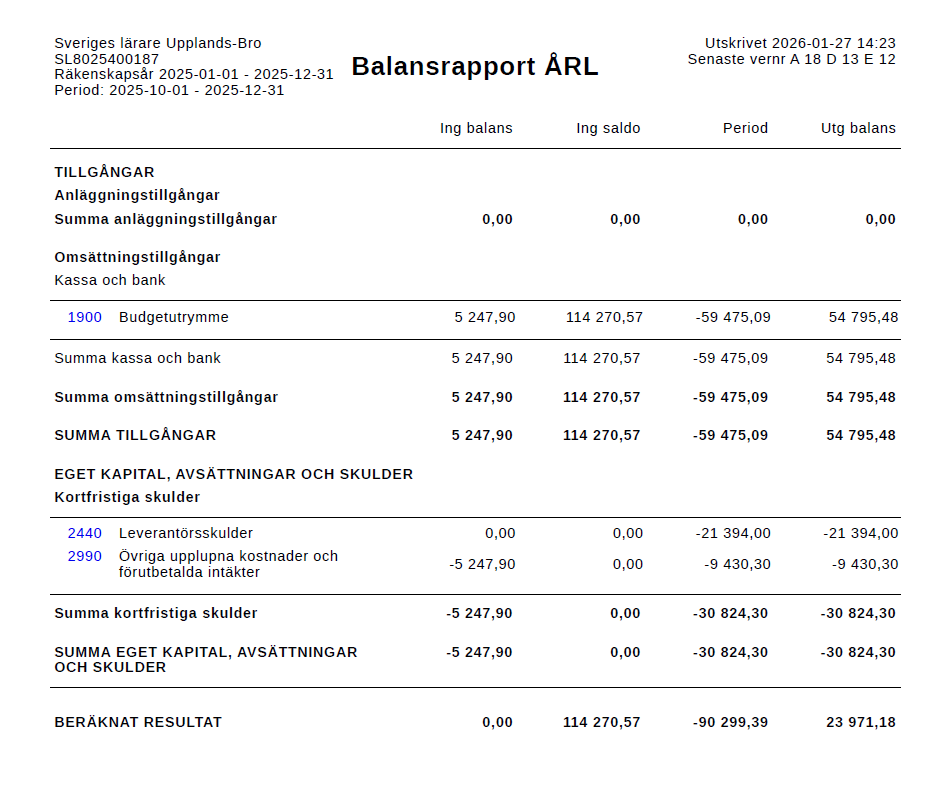 Sveriges lärare Upplands-Bro
SL8025400187
Räkenskapsår 2025-01-01 - 2025-12-31
Period: 2025-10-01 - 2025-12-31
Balansrapport ÅRL
Utskrivet 2026-01-27 14:23
Senaste vernr A 18 D 13 E 12
Ing balans Ing saldo Period Utg balans
TILLGÅNGAR
Anläggningstillgångar
Summa anläggningstillgångar 0,00 0,00 0,00 0,00
Omsättningstillgångar
Kassa och bank
1900 Budgetutrymme 5 247,90 114 270,57 -59 475,09 54 795,48
Summa kassa och bank 5 247,90 114 270,57 -59 475,09 54 795,48
Summa omsättningstillgångar 5 247,90 114 270,57 -59 475,09 54 795,48
SUMMA TILLGÅNGAR 5 247,90 114 270,57 -59 475,09 54 795,48
EGET KAPITAL, AVSÄTTNINGAR OCH SKULDER
Kortfristiga skulder
2440 Leverantörsskulder 0,00 0,00 -21 394,00 -21 394,00
2990 Övriga upplupna kostnader och
förutbetalda intäkter -5 247,90 0,00 -9 430,30 -9 430,30
Summa kortfristiga skulder -5 247,90 0,00 -30 824,30 -30 824,30
SUMMA EGET KAPITAL, AVSÄTTNINGAR -5 247,90 0,00 -30 824,30 -30 824,30
OCH SKULDER
BERÄKNAT RESULTAT 0,00 114 270,57 -90 299,39 23 971,18